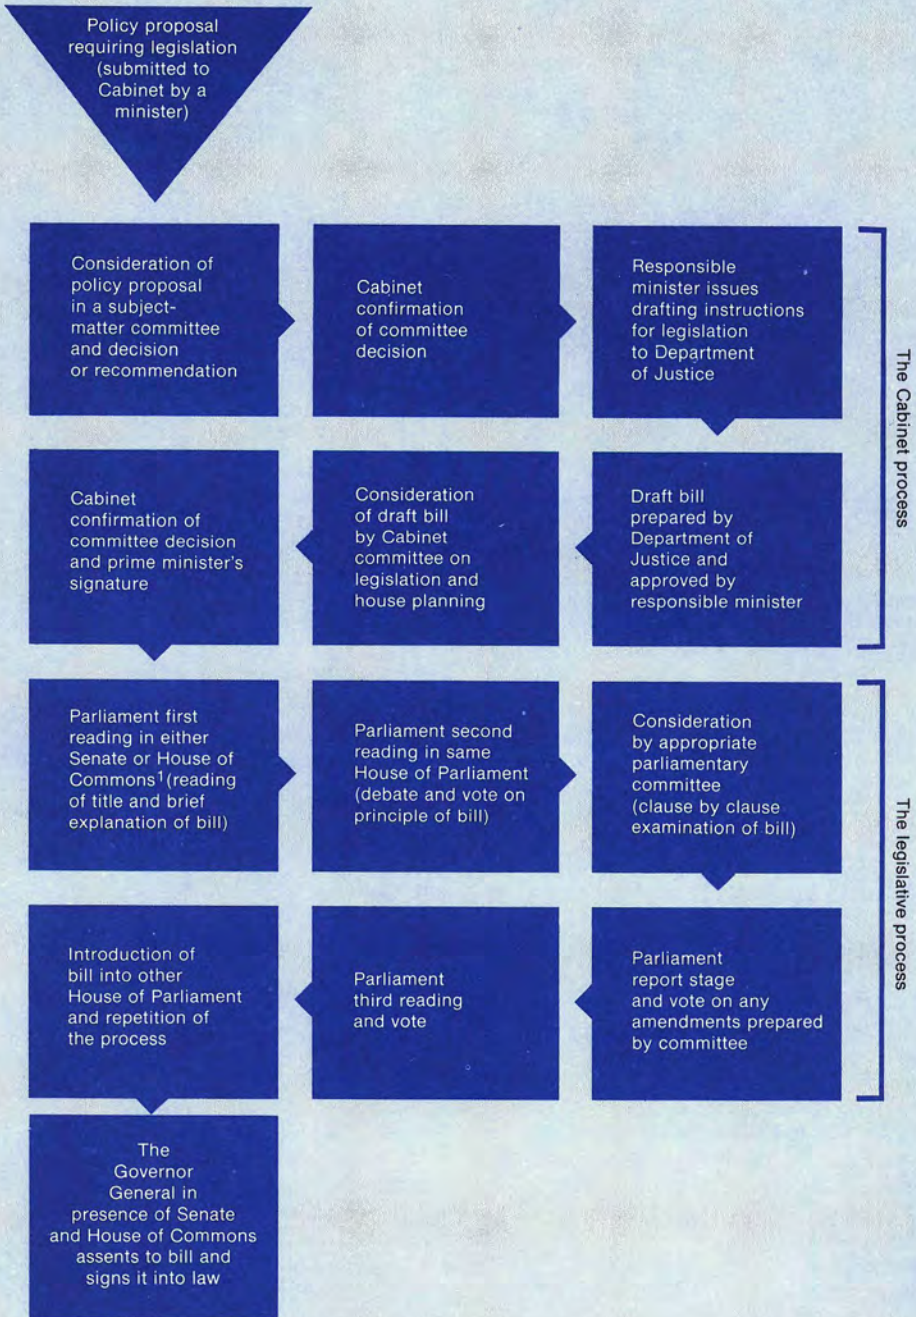 Policy proposal
requiring legislation
(submitted to
Cabinet by a
minister)
Consideration of
policy proposal
in a subject-
matter committee
and decision
or recommendation
Cabinet
confirmation
of committee
decision
Responsible
minister issues
drafting instructions
for legislation
to Department
of Justice
The Cabinet process
Draft bill
prepared by
Department of
Justice and
approved by
responsible minister
Consideration
of draft bill
by Cabinet
committee on
legislation and
house planning
Cabinet
confirmation of
committee decision
and prime minister's
signature
Parliament first
reading in either
Senate or House of
Commons¹ (reading
of title and brief
explanation of bill)
Parliament second
reading in same
House of Parliament
(debate and vote on
principle of bill)
Consideration
by appropriate
parliamentary
committee
(clause by clause
examination of bill)
The legislative process
Parliament
report stage
and vote on any
amendments prepared
by committee
Parliament
third reading
and vote
Introduction of
bill into other
House of Parliament
and repetition of
the process
The
Governor
General in
presence of Senate
and House of Commons
assents to bill and
signs it into law